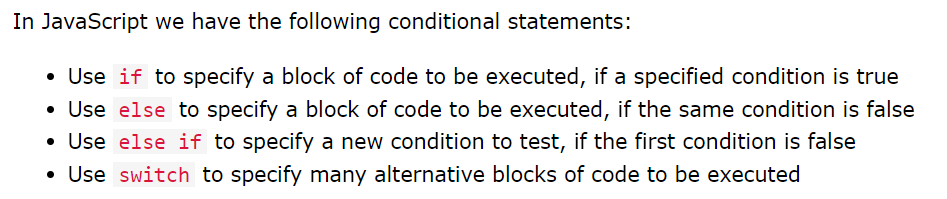 In JavaScript we have the following conditional statements:
• Use if to specify a block of code to be executed, if a specified condition is true
• Use else to specify a block of code to be executed, if the same condition is false
• Use else if to specify a new condition to test, if the first condition is false
• Use switch to specify many alternative blocks of code to be executed